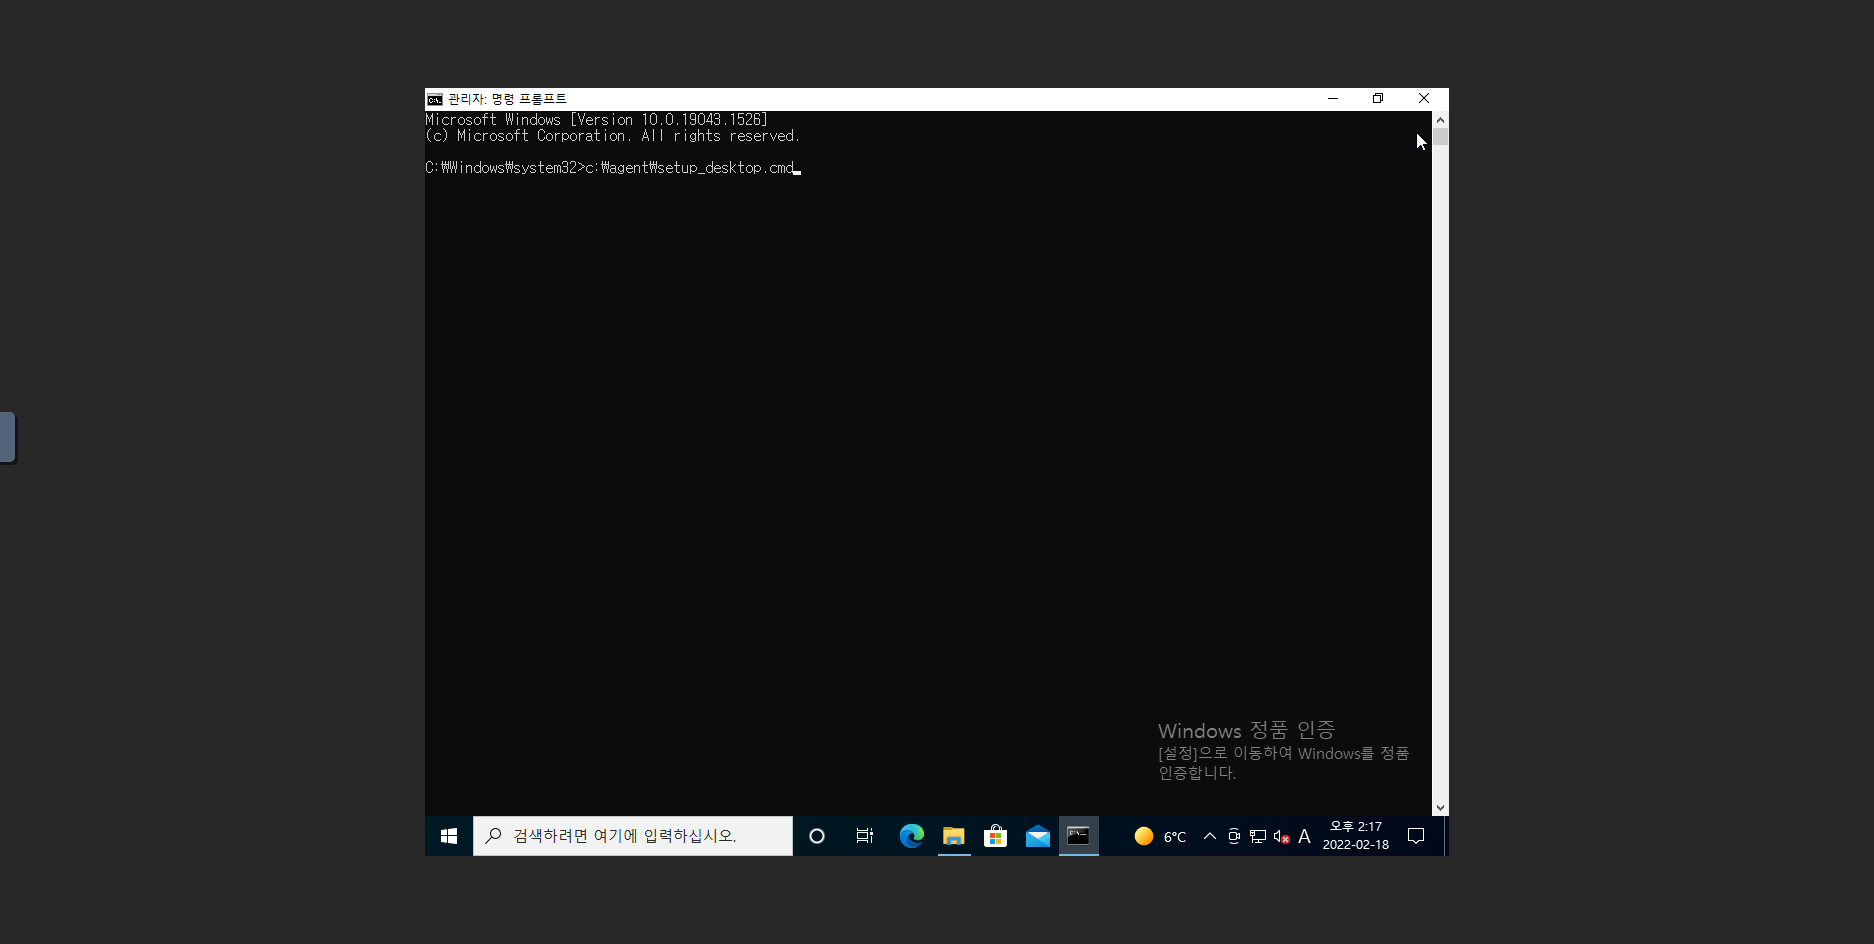 관리자: 명령 프롬프트
Microsoft Windows [Version 10.0.19043.1526]
(c) Microsoft Corporation. All rights reserved.
C:₩Windows₩system32>c:₩agent₩setup_desktop.cmd
Windows 정품 인증
[설정]으로 이동하여 Windows를 정품
인증합니다.
검색하려면 여기에 입력하십시오.
6°C
A
오후 2:17
2022-02-18